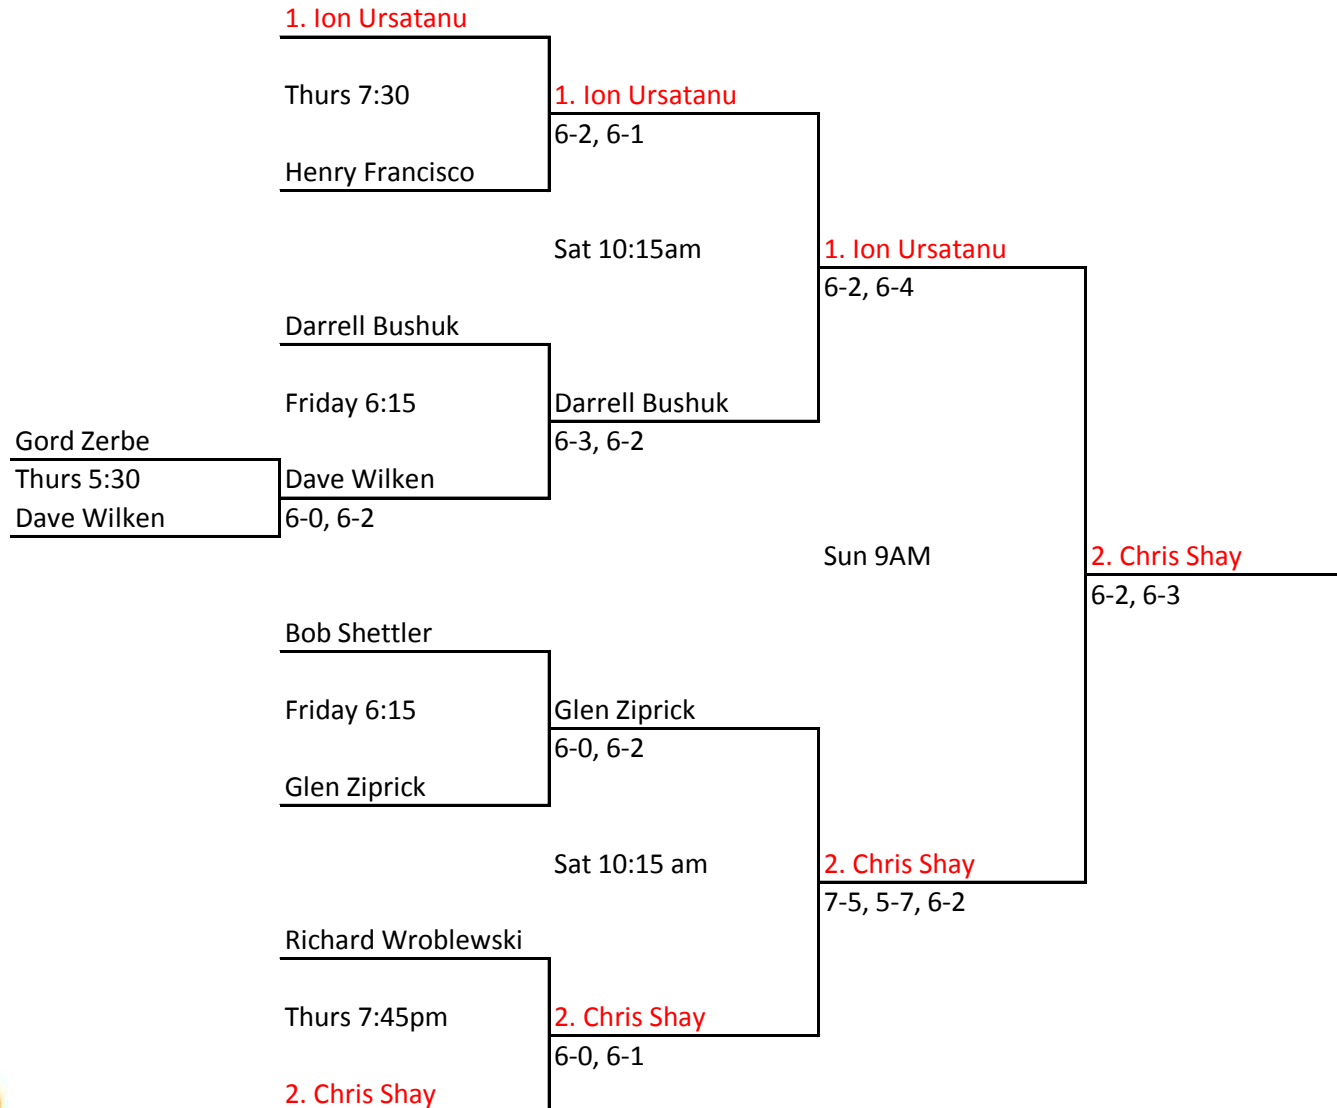 1. Ion Ursatanu
Thurs 7:30
1. Ion Ursatanu
6-2, 6-1
Henry Francisco
Sat 10:15am
1. Ion Ursatanu
6-2, 6-4
Darrell Bushuk
Friday 6:15
Darrell Bushuk
Gord Zerbe
6-3, 6-2
Thurs 5:30
Dave Wilken
Dave Wilken
6-0, 6-2
Sun 9AM
2. Chris Shay
6-2, 6-3
Bob Shettler
Friday 6:15
Glen Ziprick
6-0, 6-2
Glen Ziprick
Sat 10:15 am
2. Chris Shay
7-5, 5-7, 6-2
Richard Wroblewski
Thurs 7:45pm
2. Chris Shay
6-0, 6-1
2. Chris Shay